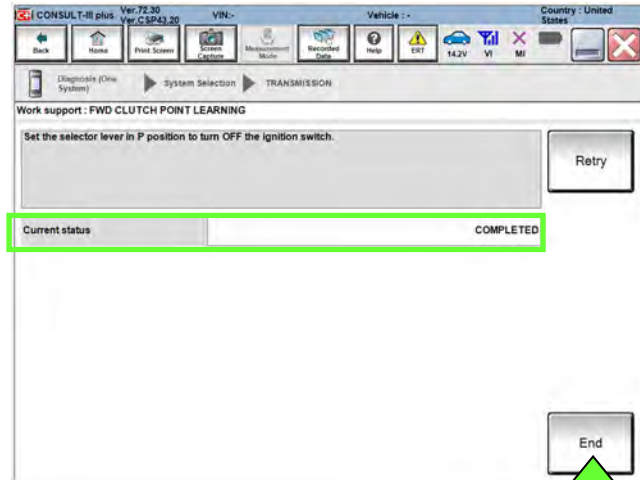 CONSULT-III plus Ver.72.30 VIN:- Vehicle : - Country : United
Ver.CSP43.20 States
Back Home Print Screen Screen Capture Measurement Mode Recorded Data Help ERT 14.2V VI MI
Diagnosis (One System) System Selection TRANSMISSION
Work support : FWD CLUTCH POINT LEARNING
Set the selector lever in P position to turn OFF the ignition switch.
Retry
Current status COMPLETED
End